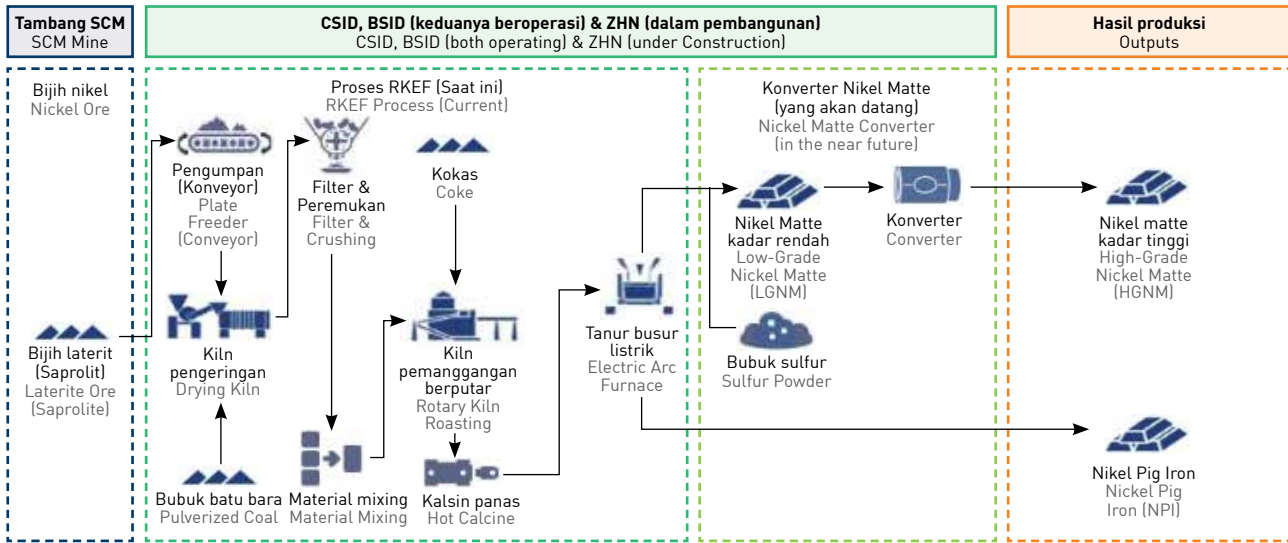 Tambang SCM
SCM Mine
CSID, BSID (keduanya beroperasi) & ZHN (dalam pembangunan)
CSID, BSID (both operating) & ZHN (under Construction)
Hasil produksi
Outputs
Bijih nikel
Nickel Ore
Bijih laterit
(Saprolit)
Laterite Ore
(Saprolite)
Proses RKEF (Saat ini)
RKEF Process (Current)
Pengumpan
(Konveyor)
Plate
Freeder
(Conveyor)
Kiln
pengeringan
Drying Kiln
Bubuk batu bara
Pulverized Coal
Filter &
Peremukan
Filter &
Crushing
Material mixing
Material Mixing
Kokas
Coke
Kiln
pemanggangan
berputar
Rotary Kiln
Roasting
Kalsin panas
Hot Calcine
Tanur busur
listrik
Electric Arc
Furnace
Konverter Nikel Matte
(yang akan datang)
Nickel Matte Converter
(in the near future)
Nikel Matte
kadar rendah
Low-Grade
Nickel Matte
(LGNM)
Konverter
Converter
Bubuk sulfur
Sulfur Powder
Nikel matte
kadar tinggi
High-Grade
Nickel Matte
(HGNM)
Nikel Pig Iron
Nickel Pig
Iron (NPI)